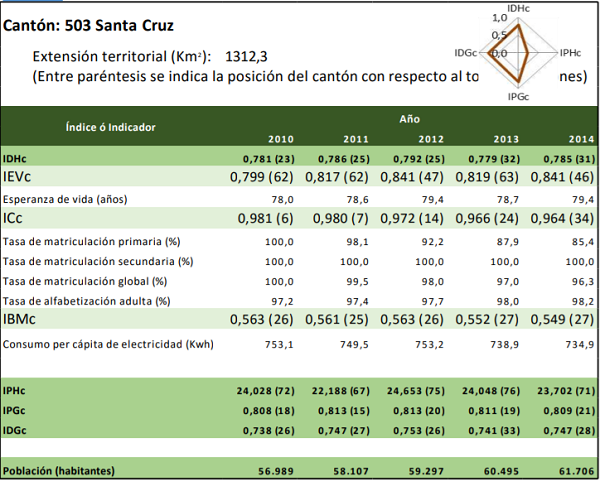 Cantón: 503 Santa Cruz
Extensión territorial (Km²): 1312,3
(Entre paréntesis se indica la posición del cantón con respecto al to nes)
IDHc
1,0
0,5
IDGc 0,0 IPHc
IPGc
Índice ó Indicador Año
2010 2011 2012 2013 2014
IDHc 0,781 (23) 0,786 (25) 0,792 (25) 0,779 (32) 0,785 (31)
IEVc 0,799 (62) 0,817 (62) 0,841 (47) 0,819 (63) 0,841 (46)
Esperanza de vida (años) 78,0 78,6 79,4 78,7 79,4
ICc 0,981 (6) 0,980 (7) 0,972 (14) 0,966 (24) 0,964 (34)
Tasa de matriculación primaria (%) 100,0 98,1 92,2 87,9 85,4
Tasa de matriculación secundaria (%) 100,0 100,0 100,0 100,0 100,0
Tasa de matriculación global (%) 100,0 99,5 98,0 97,0 96,3
Tasa de alfabetización adulta (%) 97,2 97,4 97,7 98,0 98,2
IBMc 0,563 (26) 0,561 (25) 0,563 (26) 0,552 (27) 0,549 (27)
Consumo per cápita de electricidad (Kwh) 753,1 749,5 753,2 738,9 734,9
IPHc 24,028 (72) 22,188 (67) 24,653 (75) 24,048 (76) 23,702 (71)
IPGc 0,808 (18) 0,813 (15) 0,813 (20) 0,811 (19) 0,809 (21)
IDGc 0,738 (26) 0,747 (27) 0,753 (26) 0,741 (33) 0,747 (28)
Población (habitantes) 56.989 58.107 59.297 60.495 61.706